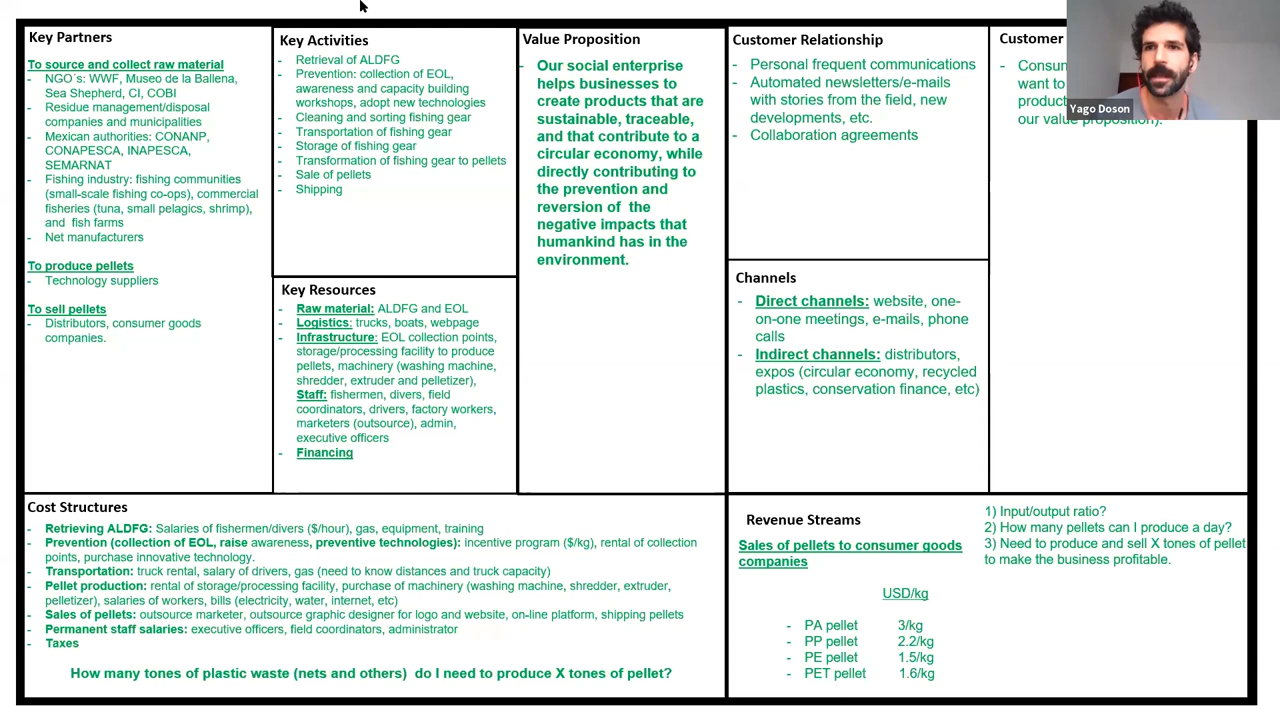 Key Partners
To source and collect raw material
- NGO´s: WWF, Museo de la Ballena,
Sea Shepherd, CI, COBI
- Residue management/disposal
companies and municipalities
- Mexican authorities: CONANP,
CONAPESCA, INAPESCA,
SEMARNAT
- Fishing industry: fishing communities
(small-scale fishing co-ops), commercial
fisheries (tuna, small pelagics, shrimp),
and fish farms
- Net manufacturers
To produce pellets
- Technology suppliers
To sell pellets
- Distributors, consumer goods
companies.
Key Activities
- Retrieval of ALDFG
- Prevention: collection of EOL,
awareness and capacity building
workshops, adopt new technologies
- Cleaning and sorting fishing gear
- Transportation of fishing gear
- Storage of fishing gear
- Transformation of fishing gear to pellets
- Sale of pellets
- Shipping
Key Resources
- Raw material: ALDFG and EOL
- Logistics: trucks, boats, webpage
- Infrastructure: EOL collection points,
storage/processing facility to produce
pellets, machinery (washing machine,
shredder, extruder and pelletizer),
Staff: fishermen, divers, field
coordinators, drivers, factory workers,
marketers (outsource), admin,
executive officers
- Financing
Value Proposition
- Our social enterprise
helps businesses to
create products that are
sustainable, traceable,
and that contribute to a
circular economy, while
directly contributing to
the prevention and
reversion of the
negative impacts that
humankind has in the
environment.
Customer Relationship
- Personal frequent communications
- Automated newsletters/e-mails
with stories from the field, new
developments, etc.
- Collaboration agreements
Channels
- Direct channels: website, one-
on-one meetings, e-mails, phone
calls
- Indirect channels: distributors,
expos (circular economy, recycled
plastics, conservation finance, etc)
Customer
want to
our
Yago Doson
Cost Structures
- Retrieving ALDFG: Salaries of fishermen/divers ($/hour), gas, equipment, training
- Prevention (collection of EOL, raise awareness, preventive technologies): incentive program ($/kg), rental of collection
points, purchase innovative technology.
- Transportation: truck rental, salary of drivers, gas (need to know distances and truck capacity)
- Pellet production: rental of storage/processing facility, purchase of machinery (washing machine, shredder, extruder,
pelletizer), salaries of workers, bills (electricity, water, internet, etc)
- Sales of pellets: outsource marketer, outsource graphic designer for logo and website, on-line platform, shipping pellets
- Permanent staff salaries: executive officers, field coordinators, administrator
- Taxes
How many tones of plastic waste (nets and others) do I need to produce X tones of pellet?
Revenue Streams
Sales of pellets to consumer goods
companies
USD/kg
- PA pellet 3/kg
- PP pellet 2.2/kg
- PE pellet 1.5/kg
- PET pellet 1.6/kg
1) Input/output ratio?
2) How many pellets can I produce a day?
3) Need to produce and sell X tones of pellet
to make the business profitable.